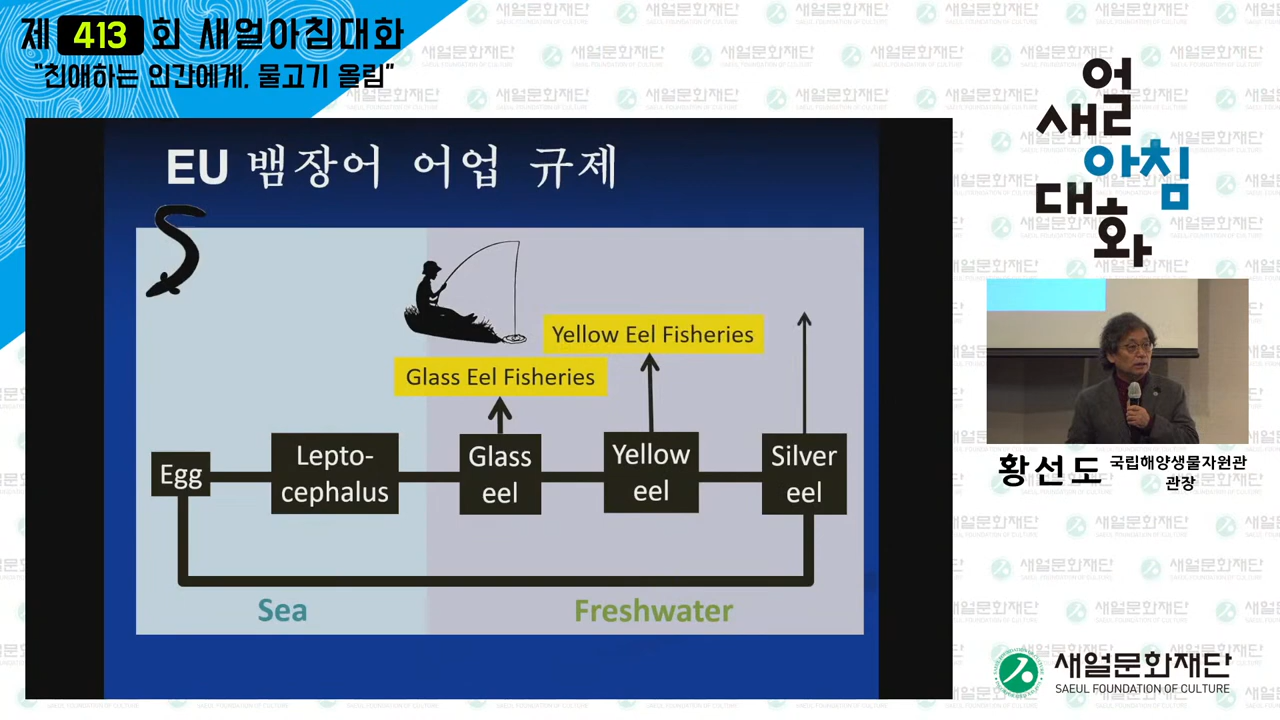 제 413 회 새얼아침대화
"친애하는 인간에게, 물고기 올림"
EU 뱀장어 어업 규제
Yellow Eel Fisheries
Glass Eel Fisheries
Egg
Lepto-
cephalus
Glass
eel
Yellow
eel
Silver
eel
Sea
Freshwater
새얼
아침
대화
황선도 국립해양생물자원관
관장
새얼문화재단
SAEUL FOUNDATION OF CULTURE